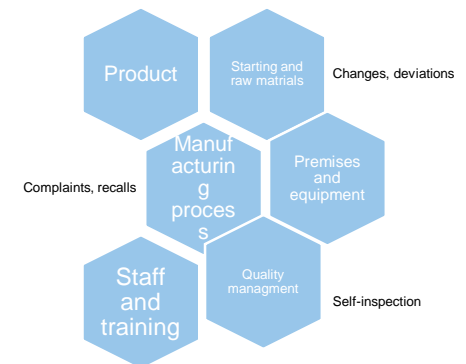 Product
Starting and
raw matrials
Changes, deviations
Manuf
acturin
g
proces
s
Premises
and
equipment
Complaints, recalls
Staff
and
training
Quality
managment
Self-inspection